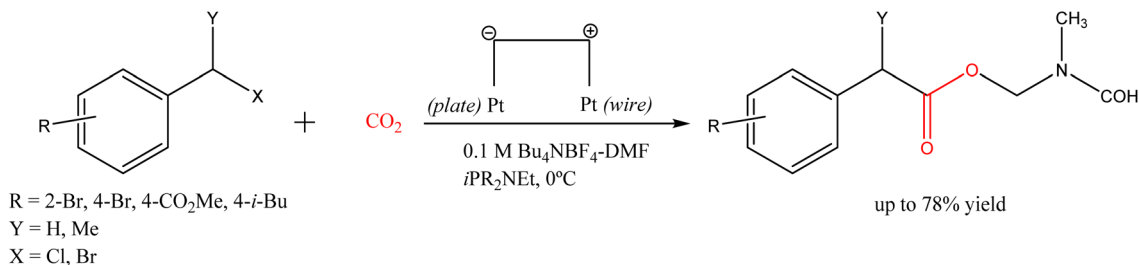 Y
X
R
+
CO2
⊖ ⊕
(plate) Pt Pt (wire)
0.1 M Bu4NBF4-DMF
iPR2NEt, 0ºC
R = 2-Br, 4-Br, 4-CO2Me, 4-i-Bu
Y = H, Me
X = Cl, Br
Y
CH3
O
N
COH
R
O
up to 78% yield